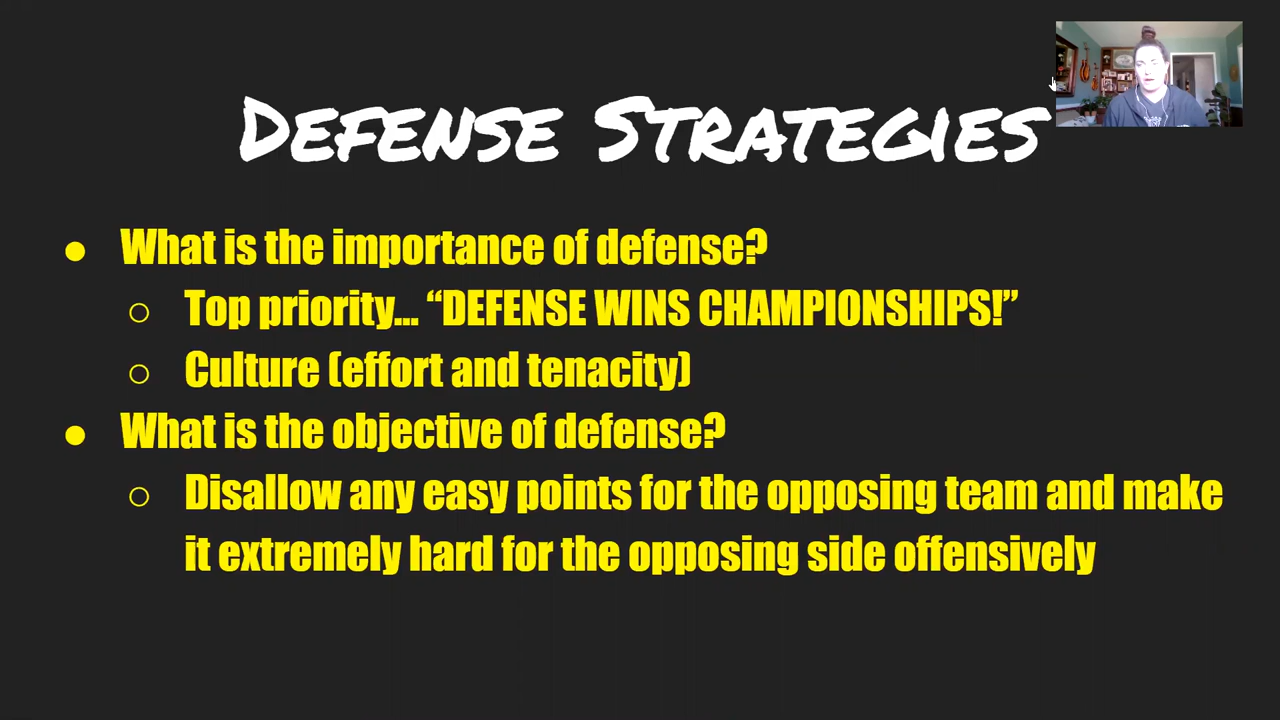 DEFENSE STRATEGIES
● What is the importance of defense?
○ Top priority... “DEFENSE WINS CHAMPIONSHIPS!”
○ Culture (effort and tenacity)
● What is the objective of defense?
○ Disallow any easy points for the opposing team and make
it extremely hard for the opposing side offensively